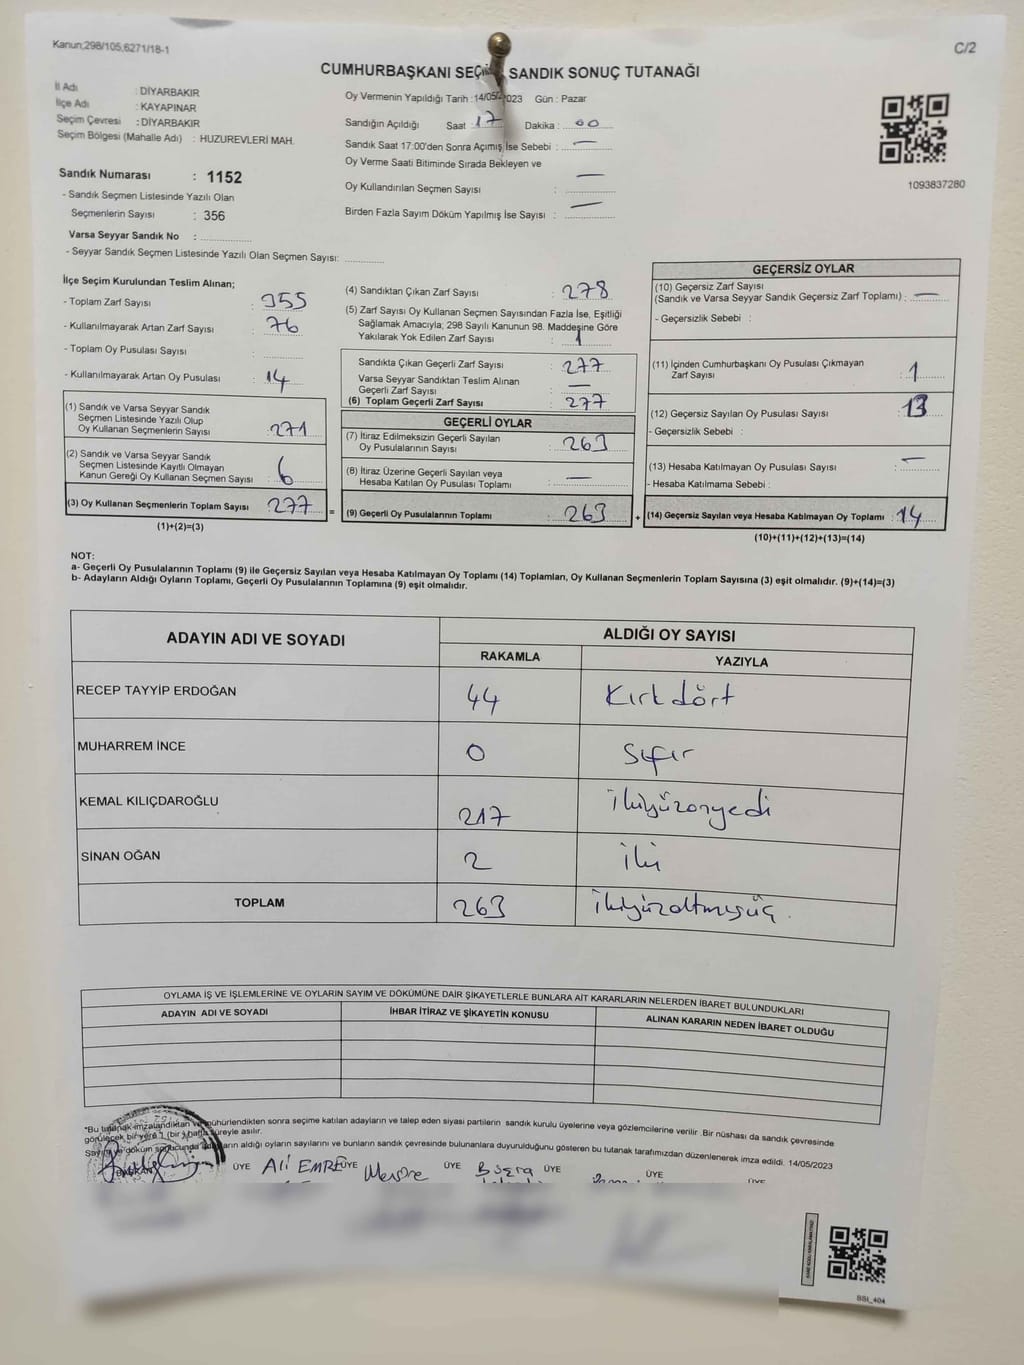 Kanun;298/105,6271/18-1
C/2
CUMHURBAŞKANI SEÇİM SANDIK SONUÇ TUTANAĞI
İl Adı : DİYARBAKIR
İlçe Adı : KAYAPINAR
Seçim Çevresi : DİYARBAKIR
Seçim Bölgesi (Mahalle Adı) : HUZUREVLERİ MAH.
Oy Vermenin Yapıldığı Tarih :14/05/2023 Gün : Pazar
Sandığın Açıldığı Saat : 17 Dakika : 00
Sandık Saat 17:00'den Sonra Açımış İse Sebebi : —
Oy Verme Saati Bitiminde Sırada Bekleyen ve
Oy Kullandırılan Seçmen Sayısı : —
Birden Fazla Sayım Döküm Yapılmış İse Sayısı : —
1093837280
Sandık Numarası : 1152
- Sandık Seçmen Listesinde Yazılı Olan
Seçmenlerin Sayısı : 356
Varsa Seyyar Sandık No :
- Seyyar Sandık Seçmen Listesinde Yazılı Olan Seçmen Sayısı:
İlçe Seçim Kurulundan Teslim Alınan;
- Toplam Zarf Sayısı : 355
- Kullanılmayarak Artan Zarf Sayısı : 76
- Toplam Oy Pusulası Sayısı :
- Kullanılmayarak Artan Oy Pusulası : 14
(1) Sandık ve Varsa Seyyar Sandık
Seçmen Listesinde Yazılı Olup
Oy Kullanan Seçmenlerin Sayısı : 271
(2) Sandık ve Varsa Seyyar Sandık
Seçmen Listesinde Kayıtlı Olmayan
Kanun Gereği Oy Kullanan Seçmen Sayısı : 6
(3) Oy Kullanan Seçmenlerin Toplam Sayısı : 277
(1)+(2)=(3)
(4) Sandıktan Çıkan Zarf Sayısı : 278
(5) Zarf Sayısı Oy Kullanan Seçmen Sayısından Fazla İse, Eşitliği
Sağlamak Amacıyla; 298 Sayılı Kanunun 98. Maddesine Göre
Yakılarak Yok Edilen Zarf Sayısı : 1
Sandıkta Çıkan Geçerli Zarf Sayısı : 277
Varsa Seyyar Sandıktan Teslim Alınan
Geçerli Zarf Sayısı : —
(6) Toplam Geçerli Zarf Sayısı : 277
GEÇERLİ OYLAR
(7) İtiraz Edilmeksizin Geçerli Sayılan
Oy Pusulalarının Sayısı : 263
(8) İtiraz Üzerine Geçerli Sayılan veya
Hesaba Katılan Oy Pusulası Toplamı : —
= (9) Geçerli Oy Pusulalarının Toplamı : 263
GEÇERSİZ OYLAR
(10) Geçersiz Zarf Sayısı
(Sandık ve Varsa Seyyar Sandık Geçersiz Zarf Toplamı) : —
- Geçersizlik Sebebi :
(11) İçinden Cumhurbaşkanı Oy Pusulası Çıkmayan
Zarf Sayısı : 1
(12) Geçersiz Sayılan Oy Pusulası Sayısı : 13
- Geçersizlik Sebebi :
(13) Hesaba Katılmayan Oy Pusulası Sayısı : —
- Hesaba Katılmama Sebebi :
+ (14) Geçersiz Sayılan veya Hesaba Katılmayan Oy Toplamı : 14
(10)+(11)+(12)+(13)=(14)
NOT:
a- Geçerli Oy Pusulalarının Toplamı (9) ile Geçersiz Sayılan veya Hesaba Katılmayan Oy Toplamı (14) Toplamları, Oy Kullanan Seçmenlerin Toplam Sayısına (3) eşit olmalıdır. (9)+(14)=(3)
b- Adayların Aldığı Oyların Toplamı, Geçerli Oy Pusulalarının Toplamına (9) eşit olmalıdır.
ADAYIN ADI VE SOYADI
ALDIĞI OY SAYISI
RAKAMLA YAZIYLA
RECEP TAYYİP ERDOĞAN 44 Kırk dört
MUHARREM İNCE 0 Sıfır
KEMAL KILIÇDAROĞLU 217 İkiyüzonyedi
SİNAN OĞAN 2 İki
TOPLAM 263 İkiyüzaltmışüç.
OYLAMA İŞ VE İŞLEMLERİNE VE OYLARIN SAYIM VE DÖKÜMÜNE DAİR ŞİKAYETLERLE BUNLARA AİT KARARLARIN NELERDEN İBARET BULUNDUKLARI
ADAYIN ADI VE SOYADI İHBAR İTİRAZ VE ŞİKAYETİN KONUSU ALINAN KARARIN NEDEN İBARET OLDUĞU
*Bu tutanak imzalandıktan ve mühürlendikten sonra seçime katılan adayların ve talep eden siyasi partilerin sandık kurulu üyelerine veya gözlemcilerine verilir .Bir nüshası da sandık çevresinde
görülecek bir yere 1 (bir) hafta süreyle asılır.
Sayım ve döküm sonucunda adayların aldığı oyların sayılarını ve bunların sandık çevresinde bulunanlara duyurulduğunu gösteren bu tutanak tarafımızdan düzenlenerek imza edildi. 14/05/2023
BAŞKAN ÜYE Ali EMRE ÜYE ÜYE Büşra ÜYE ÜYE ÜYE
SSI_404